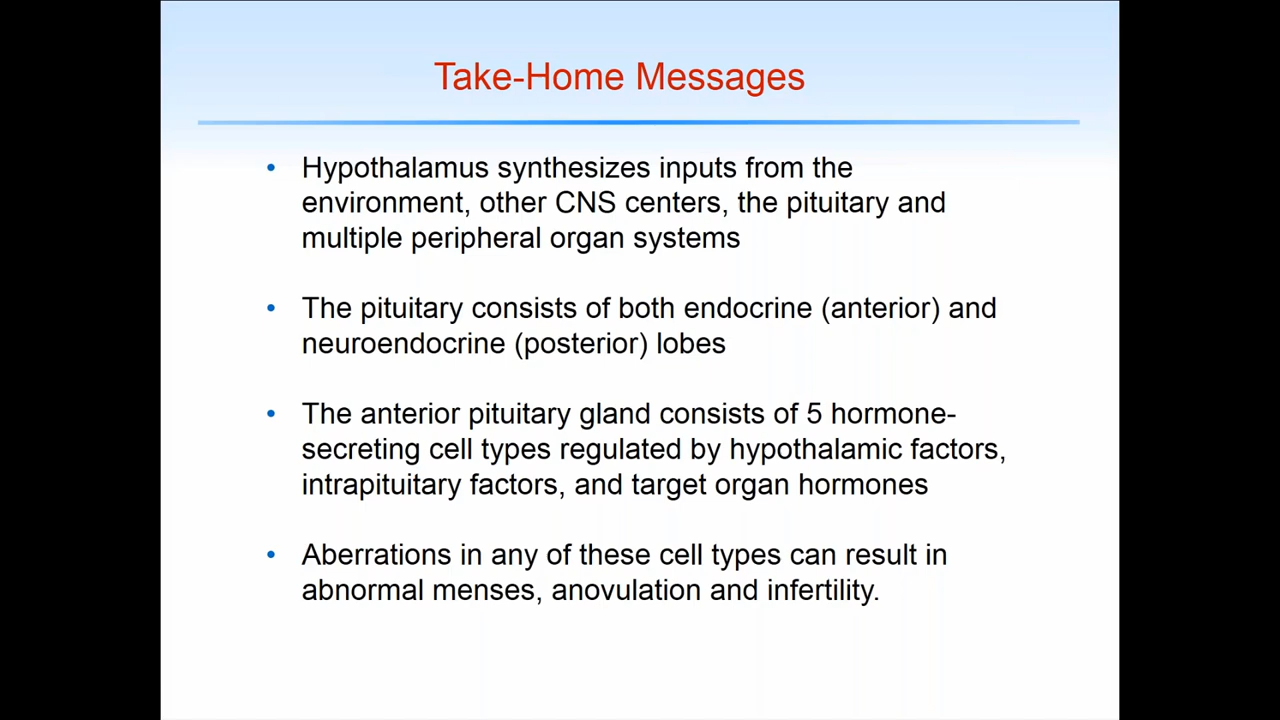 Take-Home Messages
• Hypothalamus synthesizes inputs from the
environment, other CNS centers, the pituitary and
multiple peripheral organ systems
• The pituitary consists of both endocrine (anterior) and
neuroendocrine (posterior) lobes
• The anterior pituitary gland consists of 5 hormone-
secreting cell types regulated by hypothalamic factors,
intrapituitary factors, and target organ hormones
• Aberrations in any of these cell types can result in
abnormal menses, anovulation and infertility.